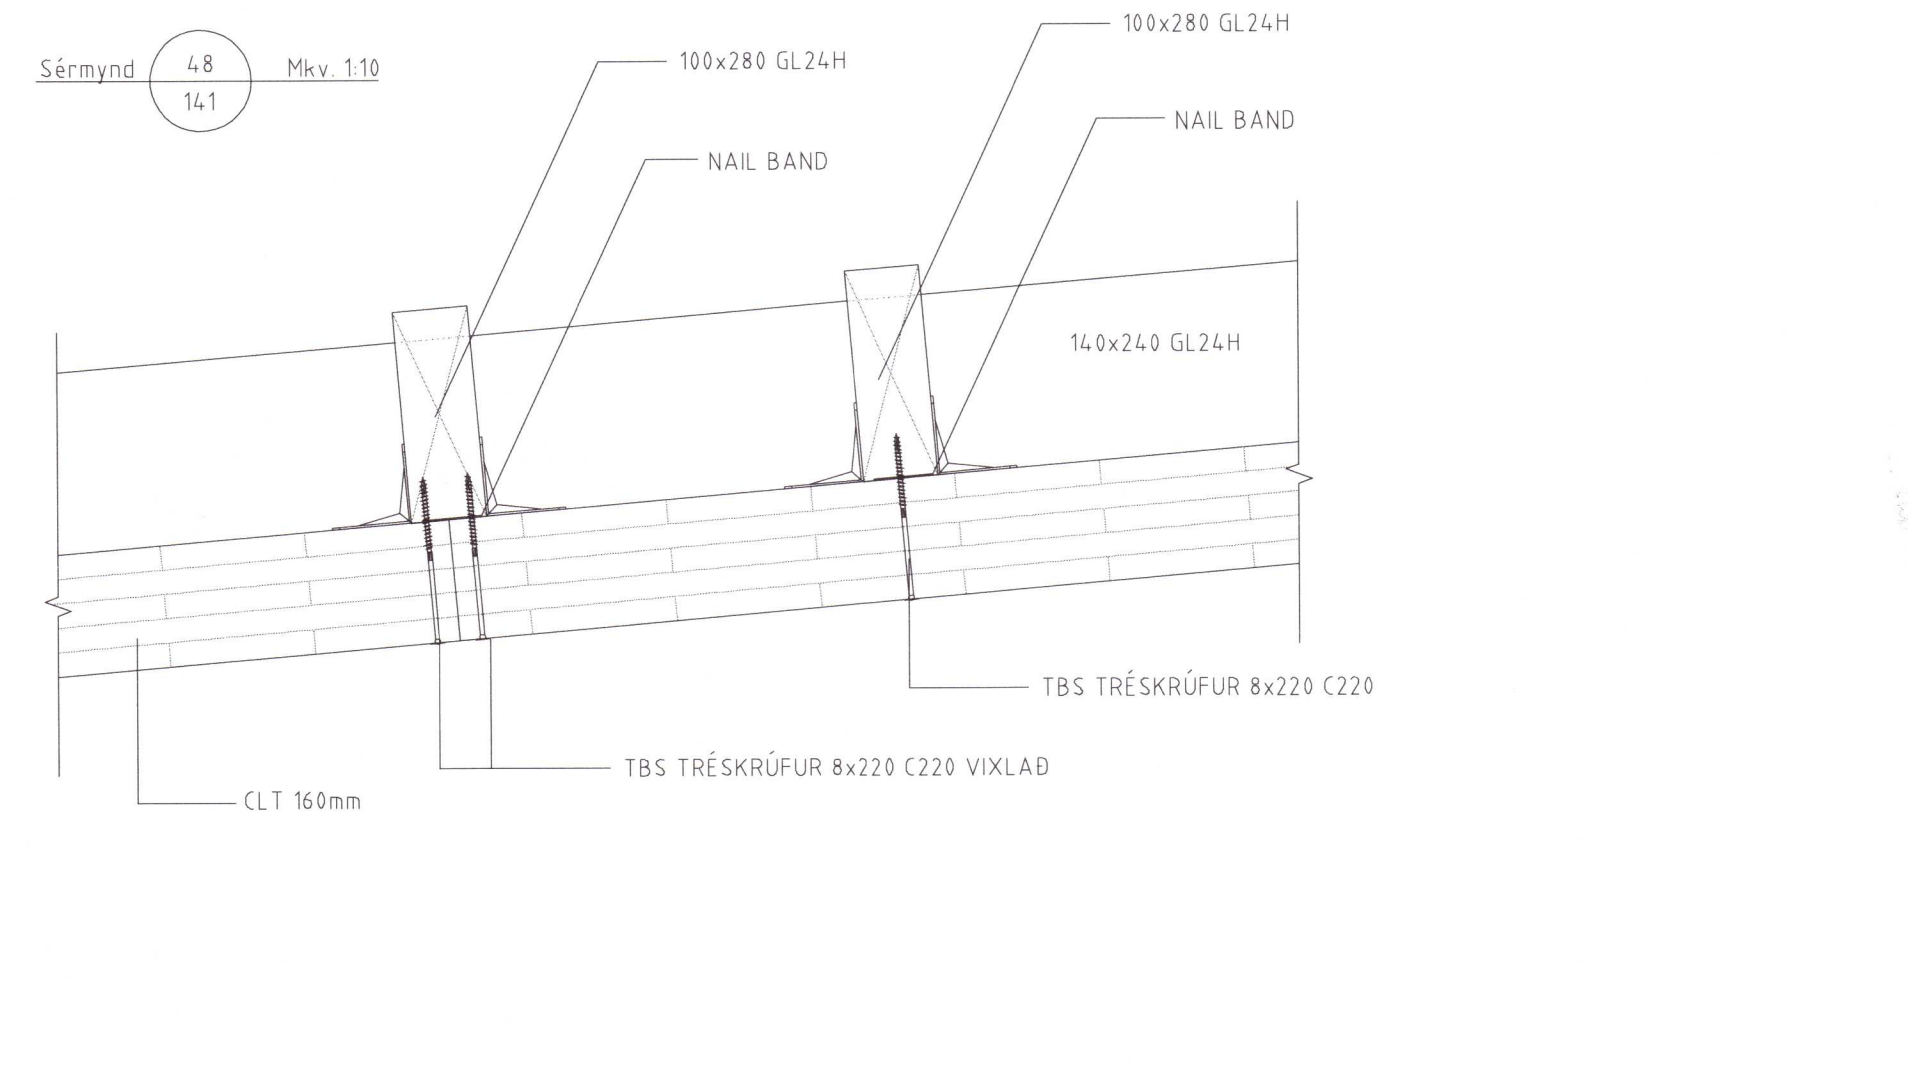 Sérmynd 48 Mkv. 1:10
141
100x280 GL24H
100x280 GL24H
NAIL BAND
NAIL BAND
140x240 GL24H
TBS TRÉSKRÚFUR 8x220 C220
TBS TRÉSKRÚFUR 8x220 C220 VIXLAÐ
CLT 160mm